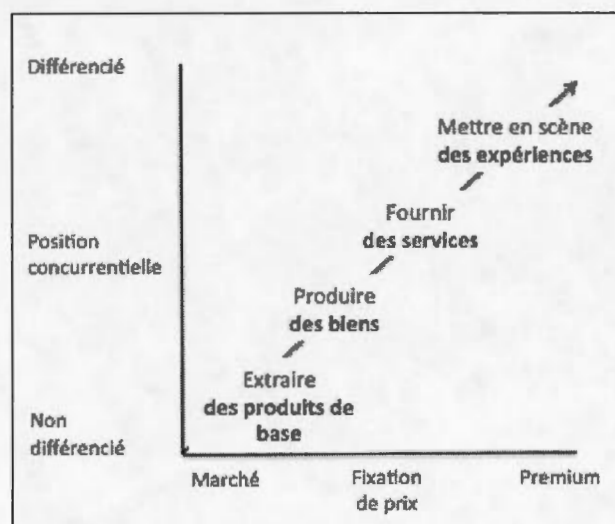 Différencié
Mettre en scène
des expériences
Fournir
des services
Position
concurrentielle
Produire
des biens
Extraire
des produits de
base
Non
différencié
Marché
Fixation
de prix
Premium